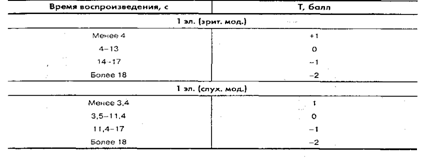 Время воспроизведения, с Т, балл
1 эл. (зрит. мод.)
Менее 4 +1
4–13 0
14-17 –1
Более 18 –2
1 эл. (слух. мод.)
Менее 3,4 1
3,5–11,4 0
11,4–17 –1
Более 18 –2